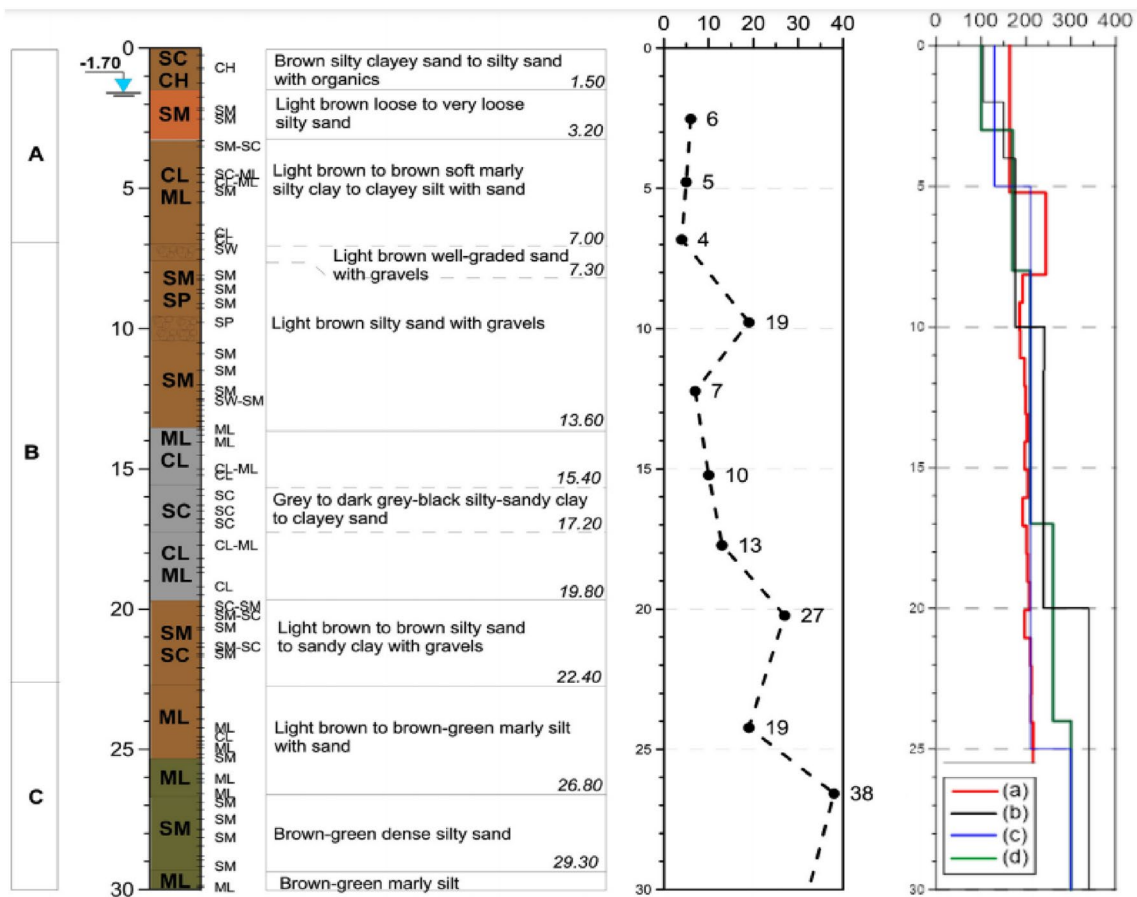 0 10 20 30 40
0 100 200 300 400
0
5
10
15
20
25
30
-1.70
A
B
C
SC
CH
SM
CL
ML
SM
SP
SM
ML
CL
SC
CL
ML
SM
SC
ML
ML
SM
ML
CH
SM
SM
SM-SC
SC-ML
CL-ML
SM
CL
CL
SW
SM
SM
SM
SP
SM
SM
SM
SW-SM
ML
ML
CL-ML
CL
SC
SC
SC
CL-ML
CL
SC-SM
SM-SC
SM
SM-SC
SM
ML
CL
ML
SM
ML
ML
SM
SM
SM
SM
ML
Brown silty clayey sand to silty sand
with organics 1.50
Light brown loose to very loose
silty sand 3.20
Light brown to brown soft marly
silty clay to clayey silt with sand
7.00
Light brown well-graded sand
with gravels 7.30
Light brown silty sand with gravels
13.60
15.40
Grey to dark grey-black silty-sandy clay
to clayey sand 17.20
19.80
Light brown to brown silty sand
to sandy clay with gravels
22.40
Light brown to brown-green marly silt
with sand
26.80
Brown-green dense silty sand
29.30
Brown-green marly silt
0
5
10
15
20
25
30
6
5
4
19
7
10
13
27
19
38
0
5
10
15
20
25
30
(a)
(b)
(c)
(d)